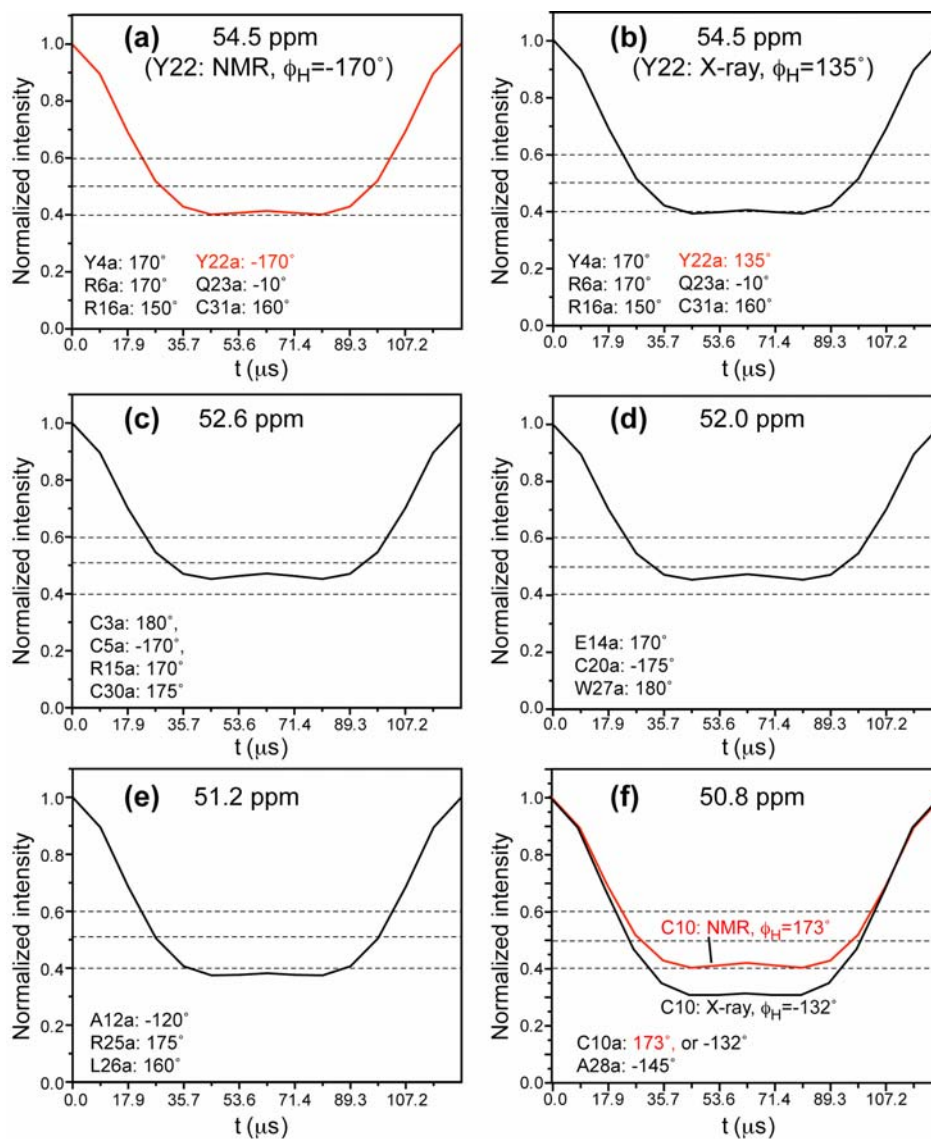 (a) 54.5 ppm
(Y22: NMR, ϕH=-170˚)
Normalized intensity
1.0
0.8
0.6
0.4
0.2
0.0
Y4a: 170˚ Y22a: -170˚
R6a: 170˚ Q23a: -10˚
R16a: 150˚ C31a: 160˚
0.0 17.9 35.7 53.6 71.4 89.3 107.2
t (μs)
(b) 54.5 ppm
(Y22: X-ray, ϕH=135˚)
Normalized intensity
1.0
0.8
0.6
0.4
0.2
0.0
Y4a: 170˚ Y22a: 135˚
R6a: 170˚ Q23a: -10˚
R16a: 150˚ C31a: 160˚
0.0 17.9 35.7 53.6 71.4 89.3 107.2
t (μs)
(c) 52.6 ppm
Normalized intensity
1.0
0.8
0.6
0.4
0.2
0.0
C3a: 180˚,
C5a: -170˚,
R15a: 170˚
C30a: 175˚
0.0 17.9 35.7 53.6 71.4 89.3 107.2
t (μs)
(d) 52.0 ppm
Normalized intensity
1.0
0.8
0.6
0.4
0.2
0.0
E14a: 170˚
C20a: -175˚
W27a: 180˚
0.0 17.9 35.7 53.6 71.4 89.3 107.2
t (μs)
(e) 51.2 ppm
Normalized intensity
1.0
0.8
0.6
0.4
0.2
0.0
A12a: -120˚
R25a: 175˚
L26a: 160˚
0.0 17.9 35.7 53.6 71.4 89.3 107.2
t (μs)
(f) 50.8 ppm
Normalized intensity
1.0
0.8
0.6
0.4
0.2
0.0
C10: NMR, ϕH=173˚
C10: X-ray, ϕH=-132˚
C10a: 173˚, or -132˚
A28a: -145˚
0.0 17.9 35.7 53.6 71.4 89.3 107.2
t (μs)